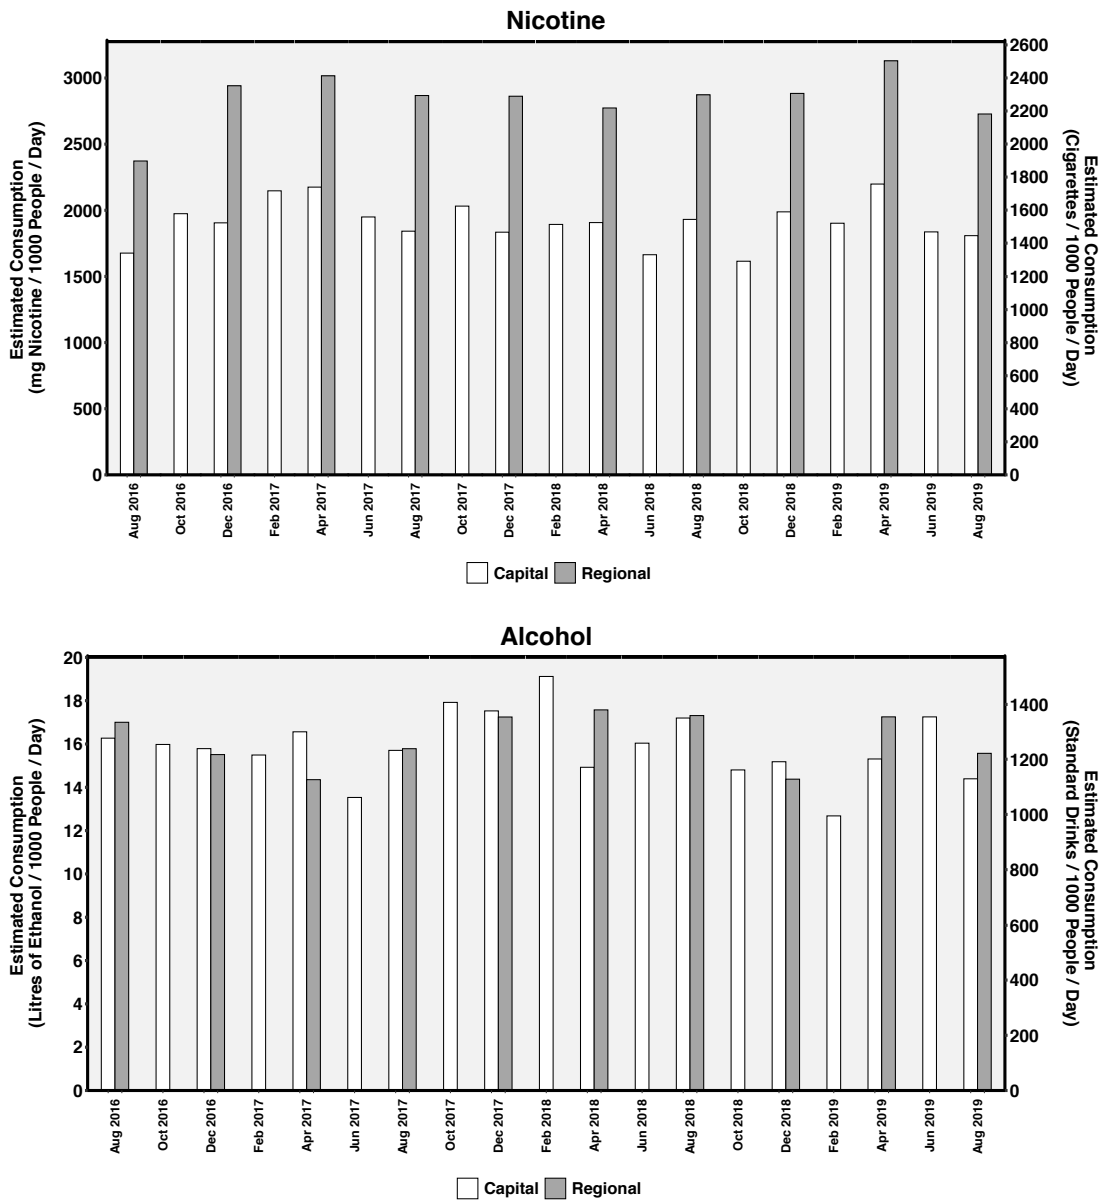 Nicotine
Estimated Consumption
(mg Nicotine / 1000 People / Day)
3000
2500
2000
1500
1000
500
0
2600
2400
2200
2000
1800
1600
1400
1200
1000
800
600
400
200
0
Estimated Consumption
(Cigarettes / 1000 People / Day)
Aug 2016
Oct 2016
Dec 2016
Feb 2017
Apr 2017
Jun 2017
Aug 2017
Oct 2017
Dec 2017
Feb 2018
Apr 2018
Jun 2018
Aug 2018
Oct 2018
Dec 2018
Feb 2019
Apr 2019
Jun 2019
Aug 2019
Capital Regional
Alcohol
Estimated Consumption
(Litres of Ethanol / 1000 People / Day)
20
18
16
14
12
10
8
6
4
2
0
1400
1200
1000
800
600
400
200
0
Estimated Consumption
(Standard Drinks / 1000 People / Day)
Aug 2016
Oct 2016
Dec 2016
Feb 2017
Apr 2017
Jun 2017
Aug 2017
Oct 2017
Dec 2017
Feb 2018
Apr 2018
Jun 2018
Aug 2018
Oct 2018
Dec 2018
Feb 2019
Apr 2019
Jun 2019
Aug 2019
Capital Regional